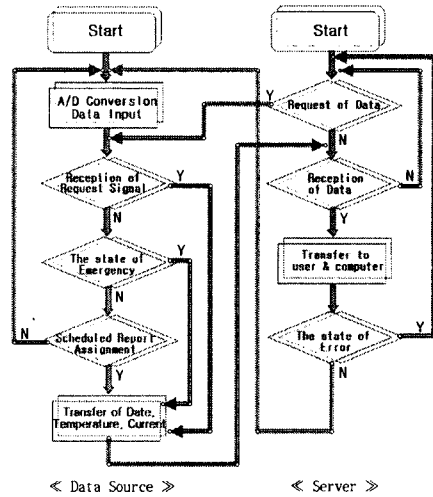 Start
A/D Conversion
Data Input
Reception of
Request Signal
Y
N
The state of
Emergency
Y
N
Scheduled Report
Assignment
N
Y
Transfer of Date,
Temperature, Current
≪ Data Source ≫
Start
Request of Data
Y
N
Reception
of Data
N
Y
Transfer to
user & computer
The state of
Error
Y
N
≪ Server ≫